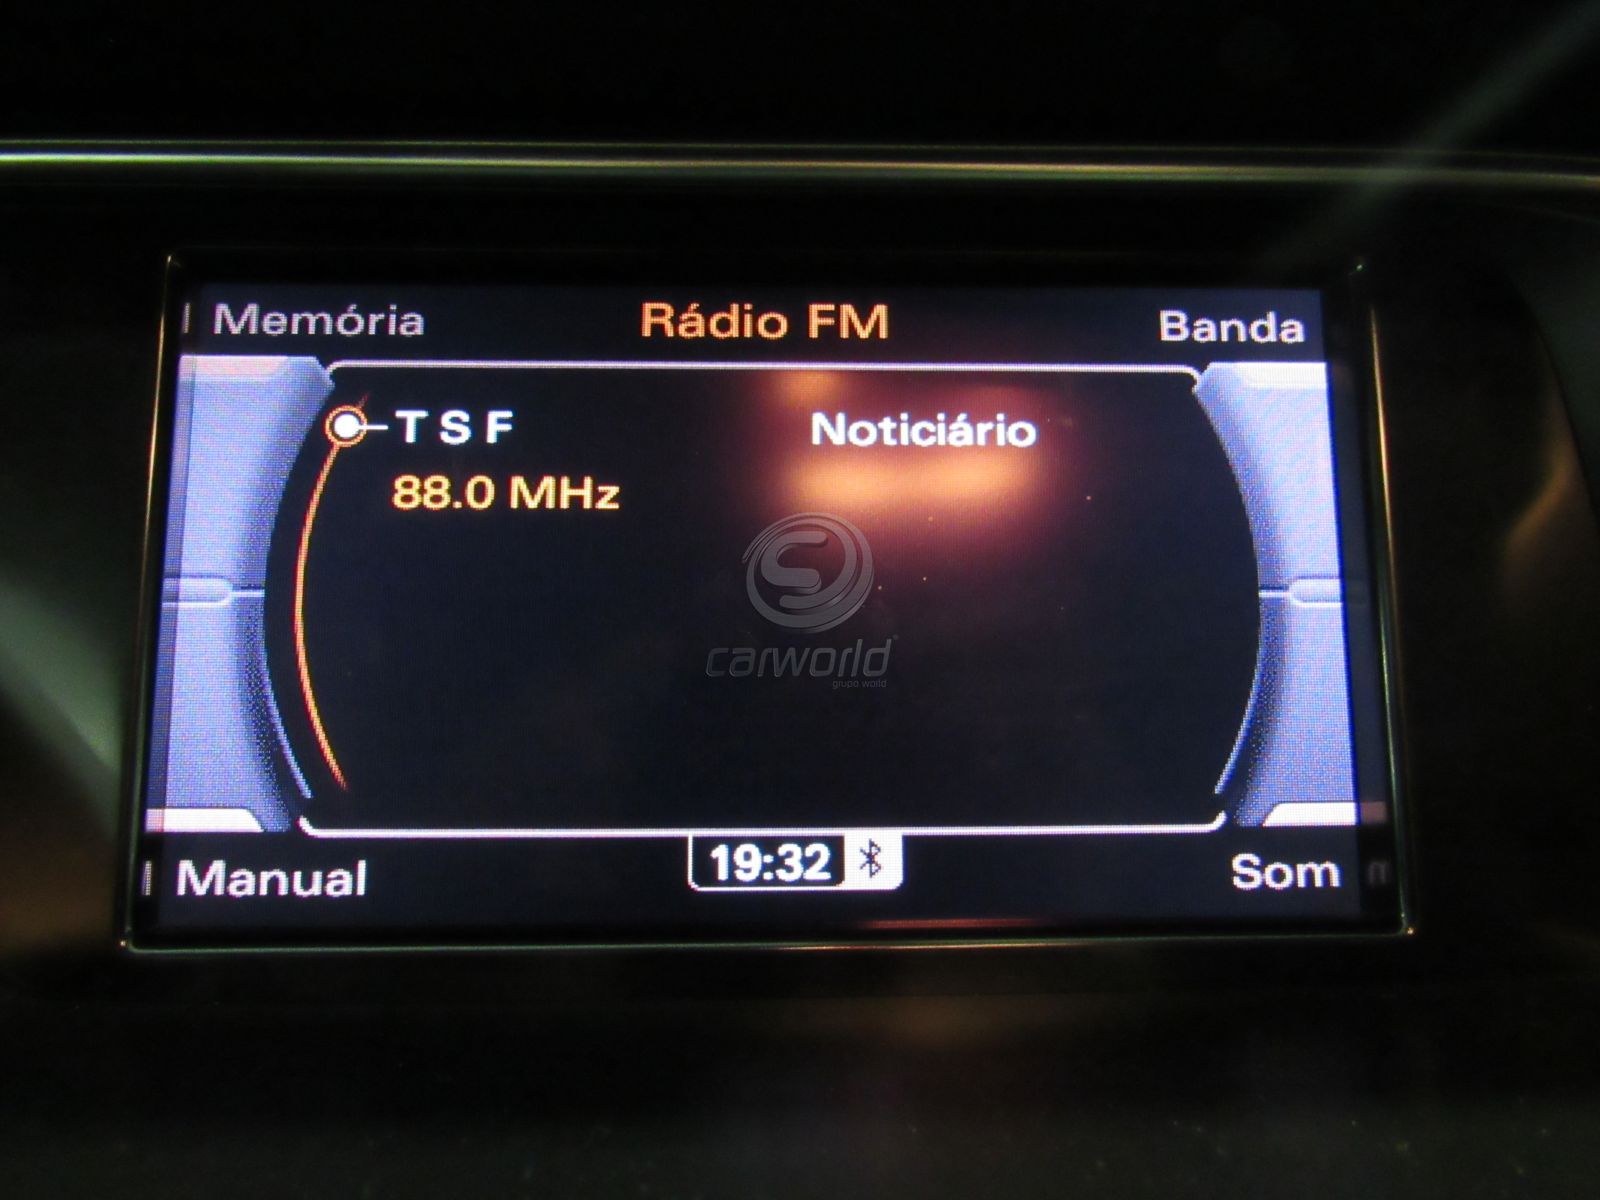 Memória Rádio FM Banda
TSF Noticiário
88.0 MHz
carworld
grupo world
Manual 19:32 Som